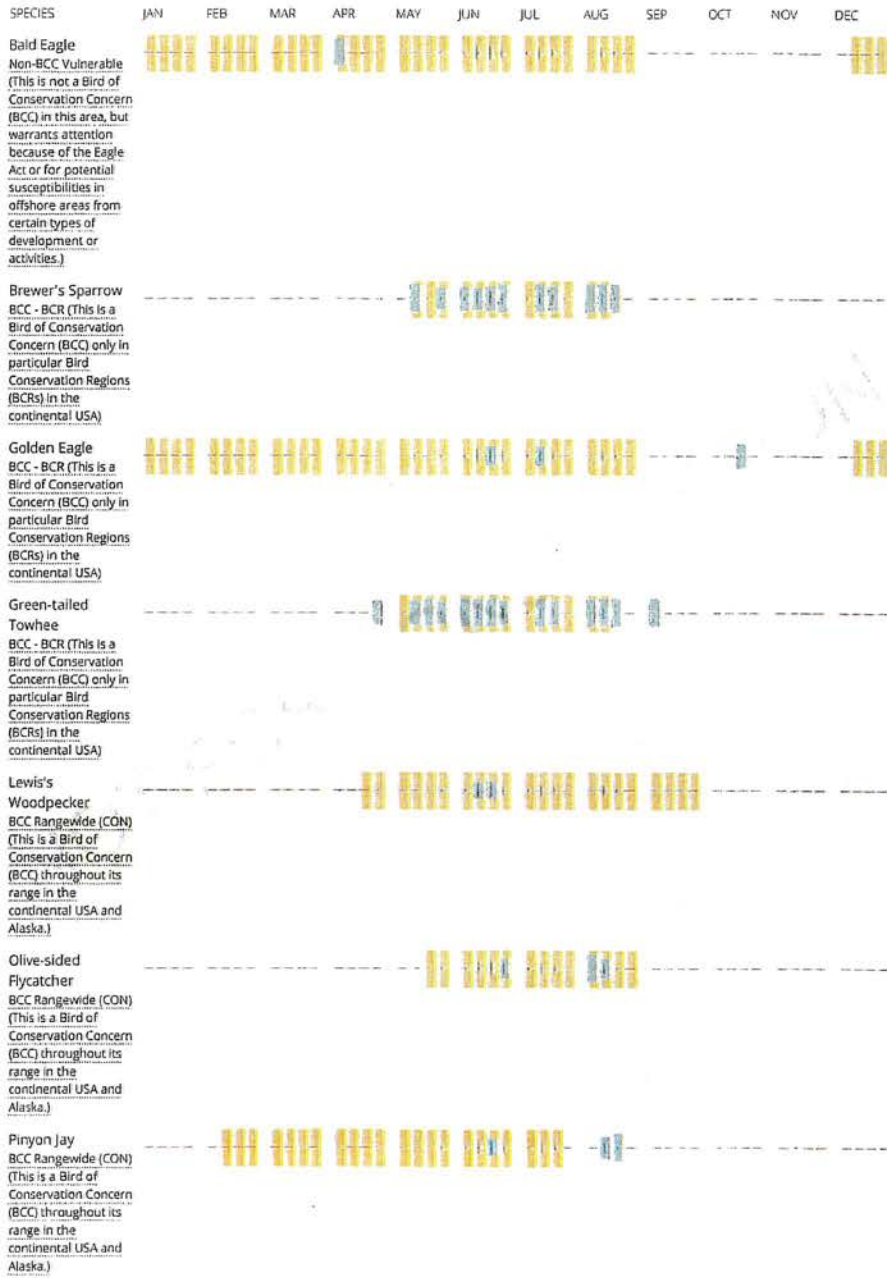 SPECIES JAN FEB MAR APR MAY JUN JUL AUG SEP OCT NOV DEC
Bald Eagle
Non-BCC Vulnerable
(This is not a Bird of
Conservation Concern
(BCC) in this area, but
warrants attention
because of the Eagle
Act or for potential
susceptibilities in
offshore areas from
certain types of
development or
activities.)
Brewer's Sparrow
BCC - BCR (This is a
Bird of Conservation
Concern (BCC) only in
particular Bird
Conservation Regions
(BCRs) in the
continental USA)
Golden Eagle
BCC - BCR (This is a
Bird of Conservation
Concern (BCC) only in
particular Bird
Conservation Regions
(BCRs) in the
continental USA)
Green-tailed
Towhee
BCC - BCR (This is a
Bird of Conservation
Concern (BCC) only in
particular Bird
Conservation Regions
(BCRs) in the
continental USA)
Lewis's
Woodpecker
BCC Rangewide (CON)
(This is a Bird of
Conservation Concern
(BCC) throughout its
range in the
continental USA and
Alaska.)
Olive-sided
Flycatcher
BCC Rangewide (CON)
(This is a Bird of
Conservation Concern
(BCC) throughout its
range in the
continental USA and
Alaska.)
Pinyon Jay
BCC Rangewide (CON)
(This is a Bird of
Conservation Concern
(BCC) throughout its
range in the
continental USA and
Alaska.)